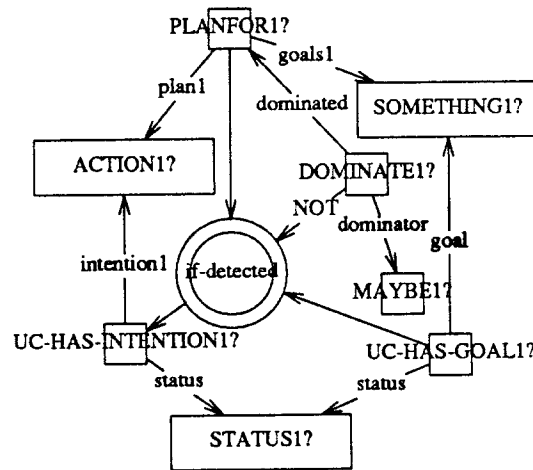 PLANFOR1?
goals1
plan1
dominated
SOMETHING1?
ACTION1?
DOMINATE1?
NOT
dominator
goal
intention1
if-detected
MAYBE1?
UC-HAS-INTENTION1?
UC-HAS-GOAL1?
status
status
STATUS1?